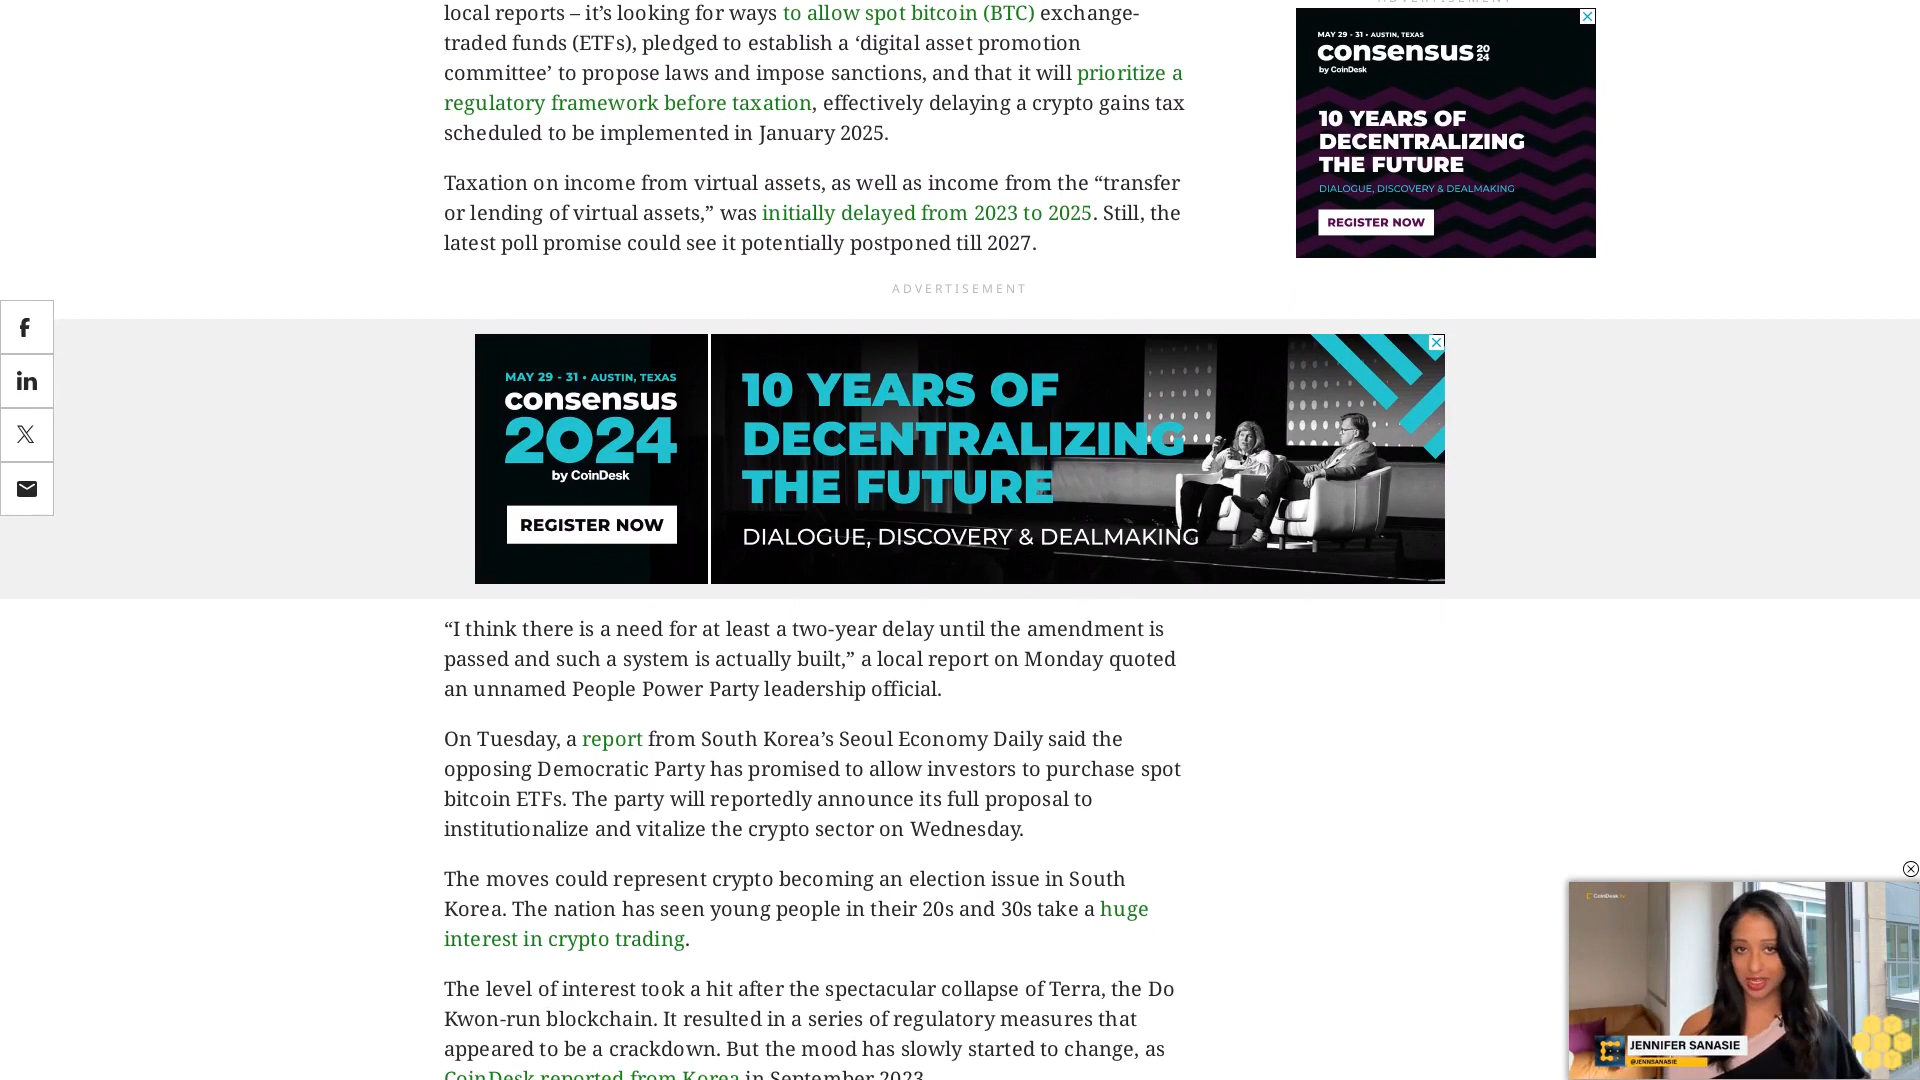 local reports – it’s looking for ways to allow spot bitcoin (BTC) exchange-
traded funds (ETFs), pledged to establish a ‘digital asset promotion
committee’ to propose laws and impose sanctions, and that it will prioritize a
regulatory framework before taxation, effectively delaying a crypto gains tax
scheduled to be implemented in January 2025.
Taxation on income from virtual assets, as well as income from the “transfer
or lending of virtual assets,” was initially delayed from 2023 to 2025. Still, the
latest poll promise could see it potentially postponed till 2027.
ADVERTISEMENT
MAY 29 - 31 • AUSTIN, TEXAS
consensus 2024
by CoinDesk
10 YEARS OF
DECENTRALIZING
THE FUTURE
DIALOGUE, DISCOVERY & DEALMAKING
REGISTER NOW
ADVERTISEMENT
MAY 29 - 31 • AUSTIN, TEXAS
consensus
2024
by CoinDesk
REGISTER NOW
10 YEARS OF
DECENTRALIZING
THE FUTURE
DIALOGUE, DISCOVERY & DEALMAKING
“I think there is a need for at least a two-year delay until the amendment is
passed and such a system is actually built,” a local report on Monday quoted
an unnamed People Power Party leadership official.
On Tuesday, a report from South Korea’s Seoul Economy Daily said the
opposing Democratic Party has promised to allow investors to purchase spot
bitcoin ETFs. The party will reportedly announce its full proposal to
institutionalize and vitalize the crypto sector on Wednesday.
The moves could represent crypto becoming an election issue in South
Korea. The nation has seen young people in their 20s and 30s take a huge
interest in crypto trading.
The level of interest took a hit after the spectacular collapse of Terra, the Do
Kwon-run blockchain. It resulted in a series of regulatory measures that
appeared to be a crackdown. But the mood has slowly started to change, as
CoinDesk reported from Korea in September 2023.
CoinDesk
JENNIFER SANASIE
@JENNSANASIE